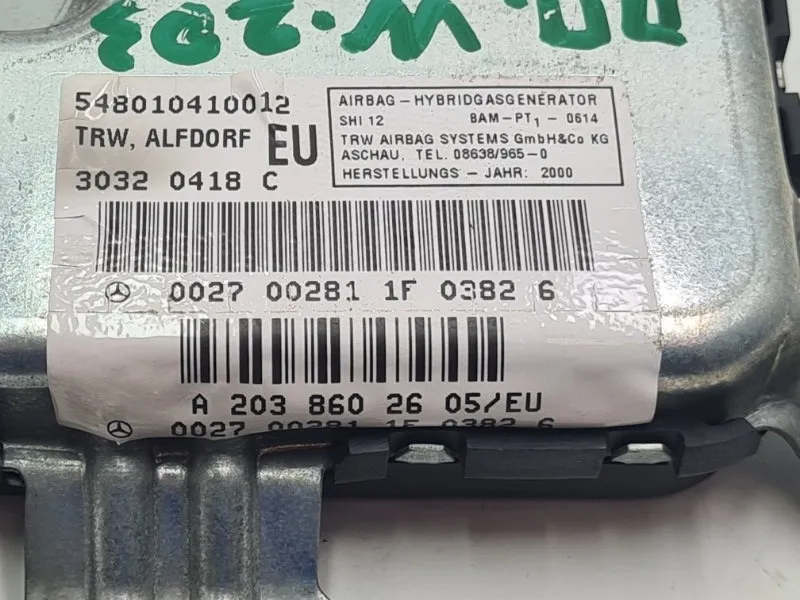 ПП.W.203
548010410012
TRW, ALFDORF EU
30320418 C
AIRBAG - HYBRIDGASGENERATOR
SHI 12 BAM-PT1 - 0614
TRW AIRBAG SYSTEMS GmbH&Co KG
ASCHAU, TEL. 08638/965-0
HERSTELLUNGS - JAHR: 2000
0027 00281 1F 0382 6
A 203 860 26 05/EU
0027 00281 1F 0382 6